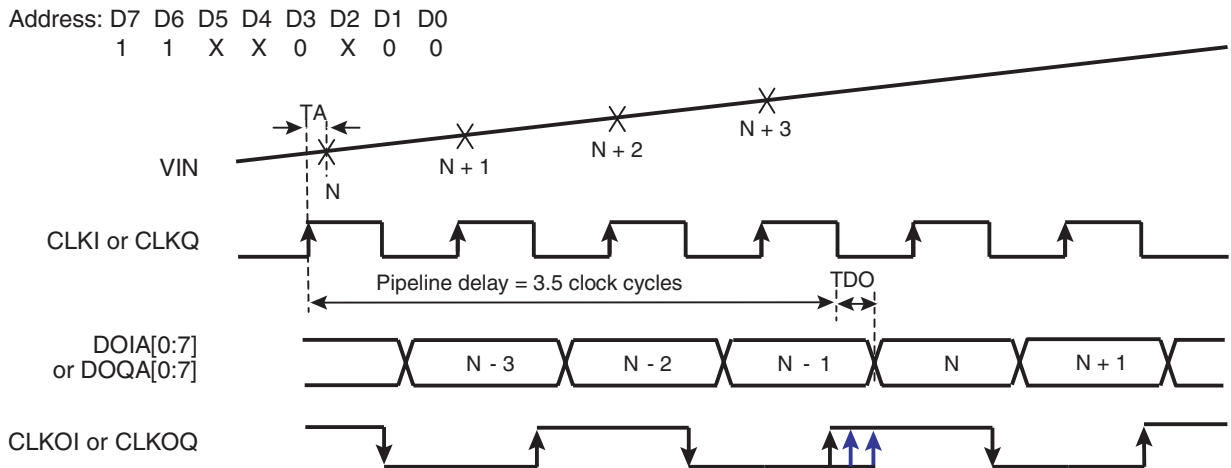 Address: D7 D6 D5 D4 D3 D2 D1 D0
1 1 X X 0 X 0 0
TA
VIN
N
N + 1
N + 2
N + 3
CLKI or CLKQ
Pipeline delay = 3.5 clock cycles
TDO
DOIA[0:7]
or DOQA[0:7]
N - 3
N - 2
N - 1
N
N + 1
CLKOI or CLKOQ